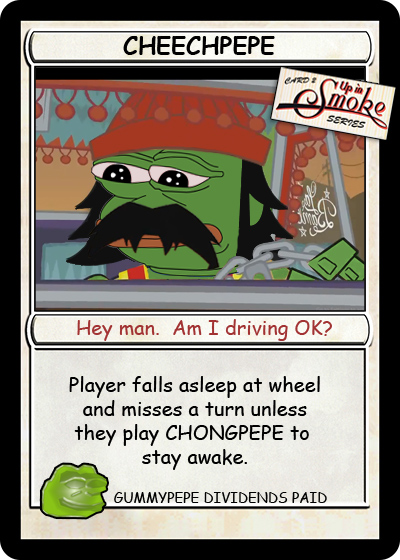 CHEECHPEPE
CARD 2
Up in
Smoke
SERIES
Hey man.  Am I driving OK?
Player falls asleep at wheel
and misses a turn unless
they play CHONGPEPE to
stay awake.
GUMMYPEPE DIVIDENDS PAID